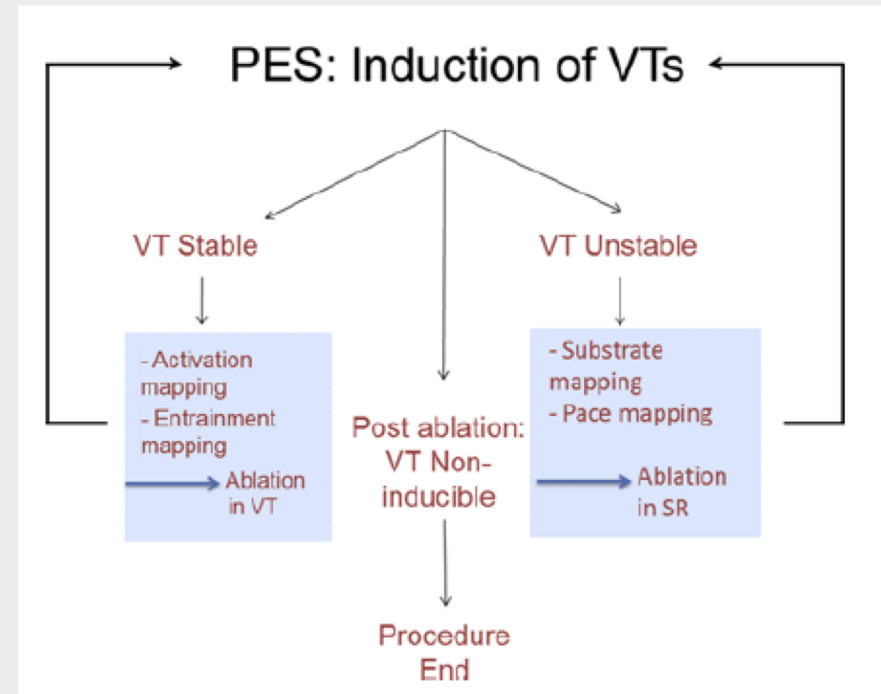 PES: Induction of VTs
VT Stable
VT Unstable
- Activation
mapping
- Entrainment
mapping
Ablation
in VT
Post ablation:
VT Non-
inducible
- Substrate
mapping
- Pace mapping
Ablation
in SR
Procedure
End